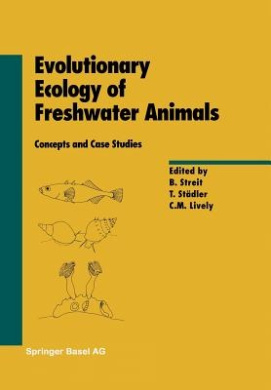 Evolutionary
Ecology of
Freshwater Animals
Concepts and Case Studies
Edited by
B. Streit
T. Städler
C.M. Lively
Springer Basel AG